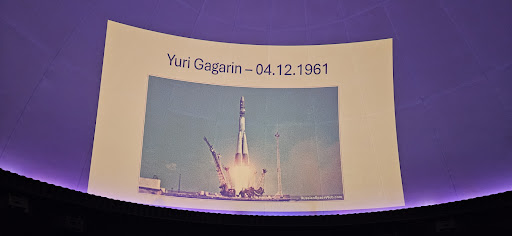 Yuri Gagarin – 04.12.1961